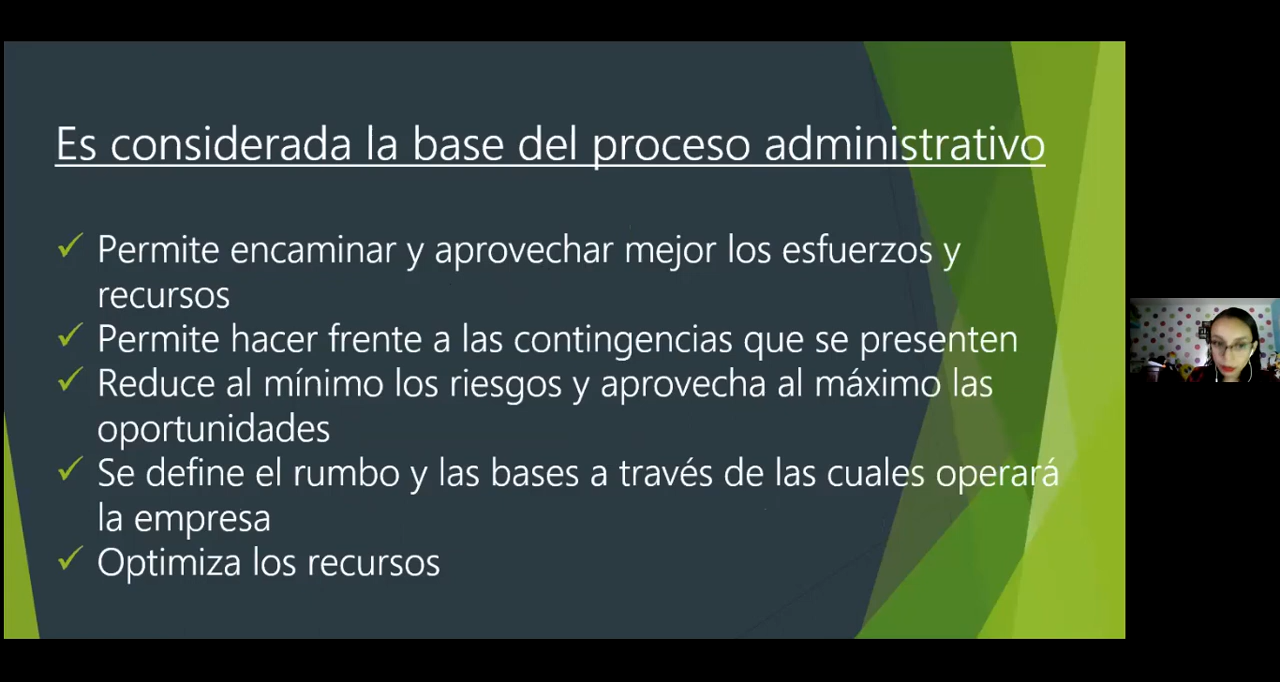 Es considerada la base del proceso administrativo
Permite encaminar y aprovechar mejor los esfuerzos y
recursos
Permite hacer frente a las contingencias que se presenten
Reduce al mínimo los riesgos y aprovecha al máximo las
oportunidades
Se define el rumbo y las bases a través de las cuales operará
la empresa
Optimiza los recursos